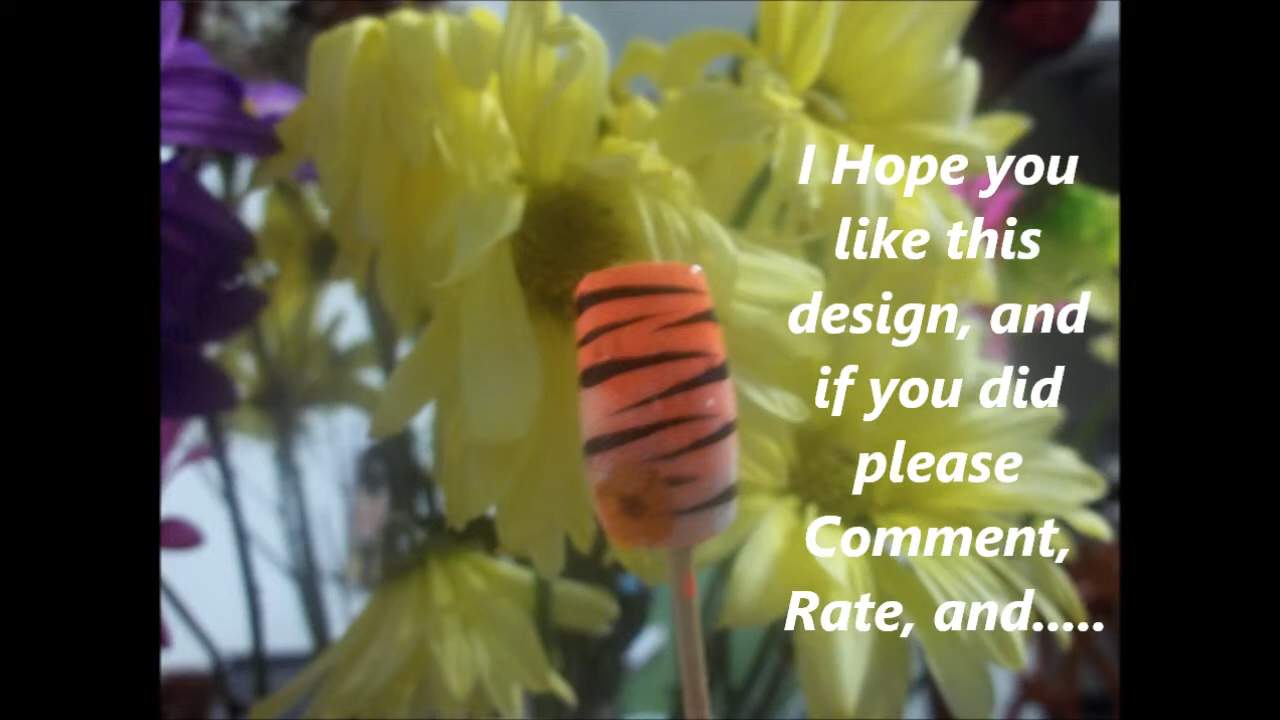 I Hope you
like this
design, and
if you did
please
Comment,
Rate, and.....